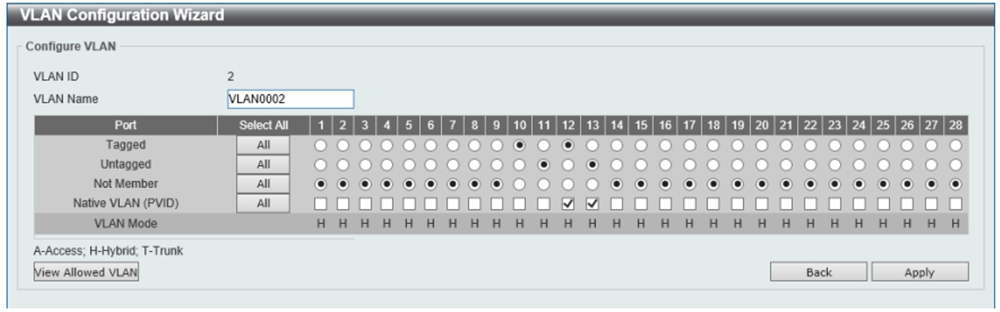 VLAN Configuration Wizard
Configure VLAN
VLAN ID 2
VLAN Name VLAN0002
Port Select All 1 2 3 4 5 6 7 8 9 10 11 12 13 14 15 16 17 18 19 20 21 22 23 24 25 26 27 28
Tagged All
Untagged All
Not Member All
Native VLAN (PVID) All
VLAN Mode H H H H H H H H H H H H H H H H H H H H H H H H H H H H
A-Access; H-Hybrid; T-Trunk
View Allowed VLAN Back Apply